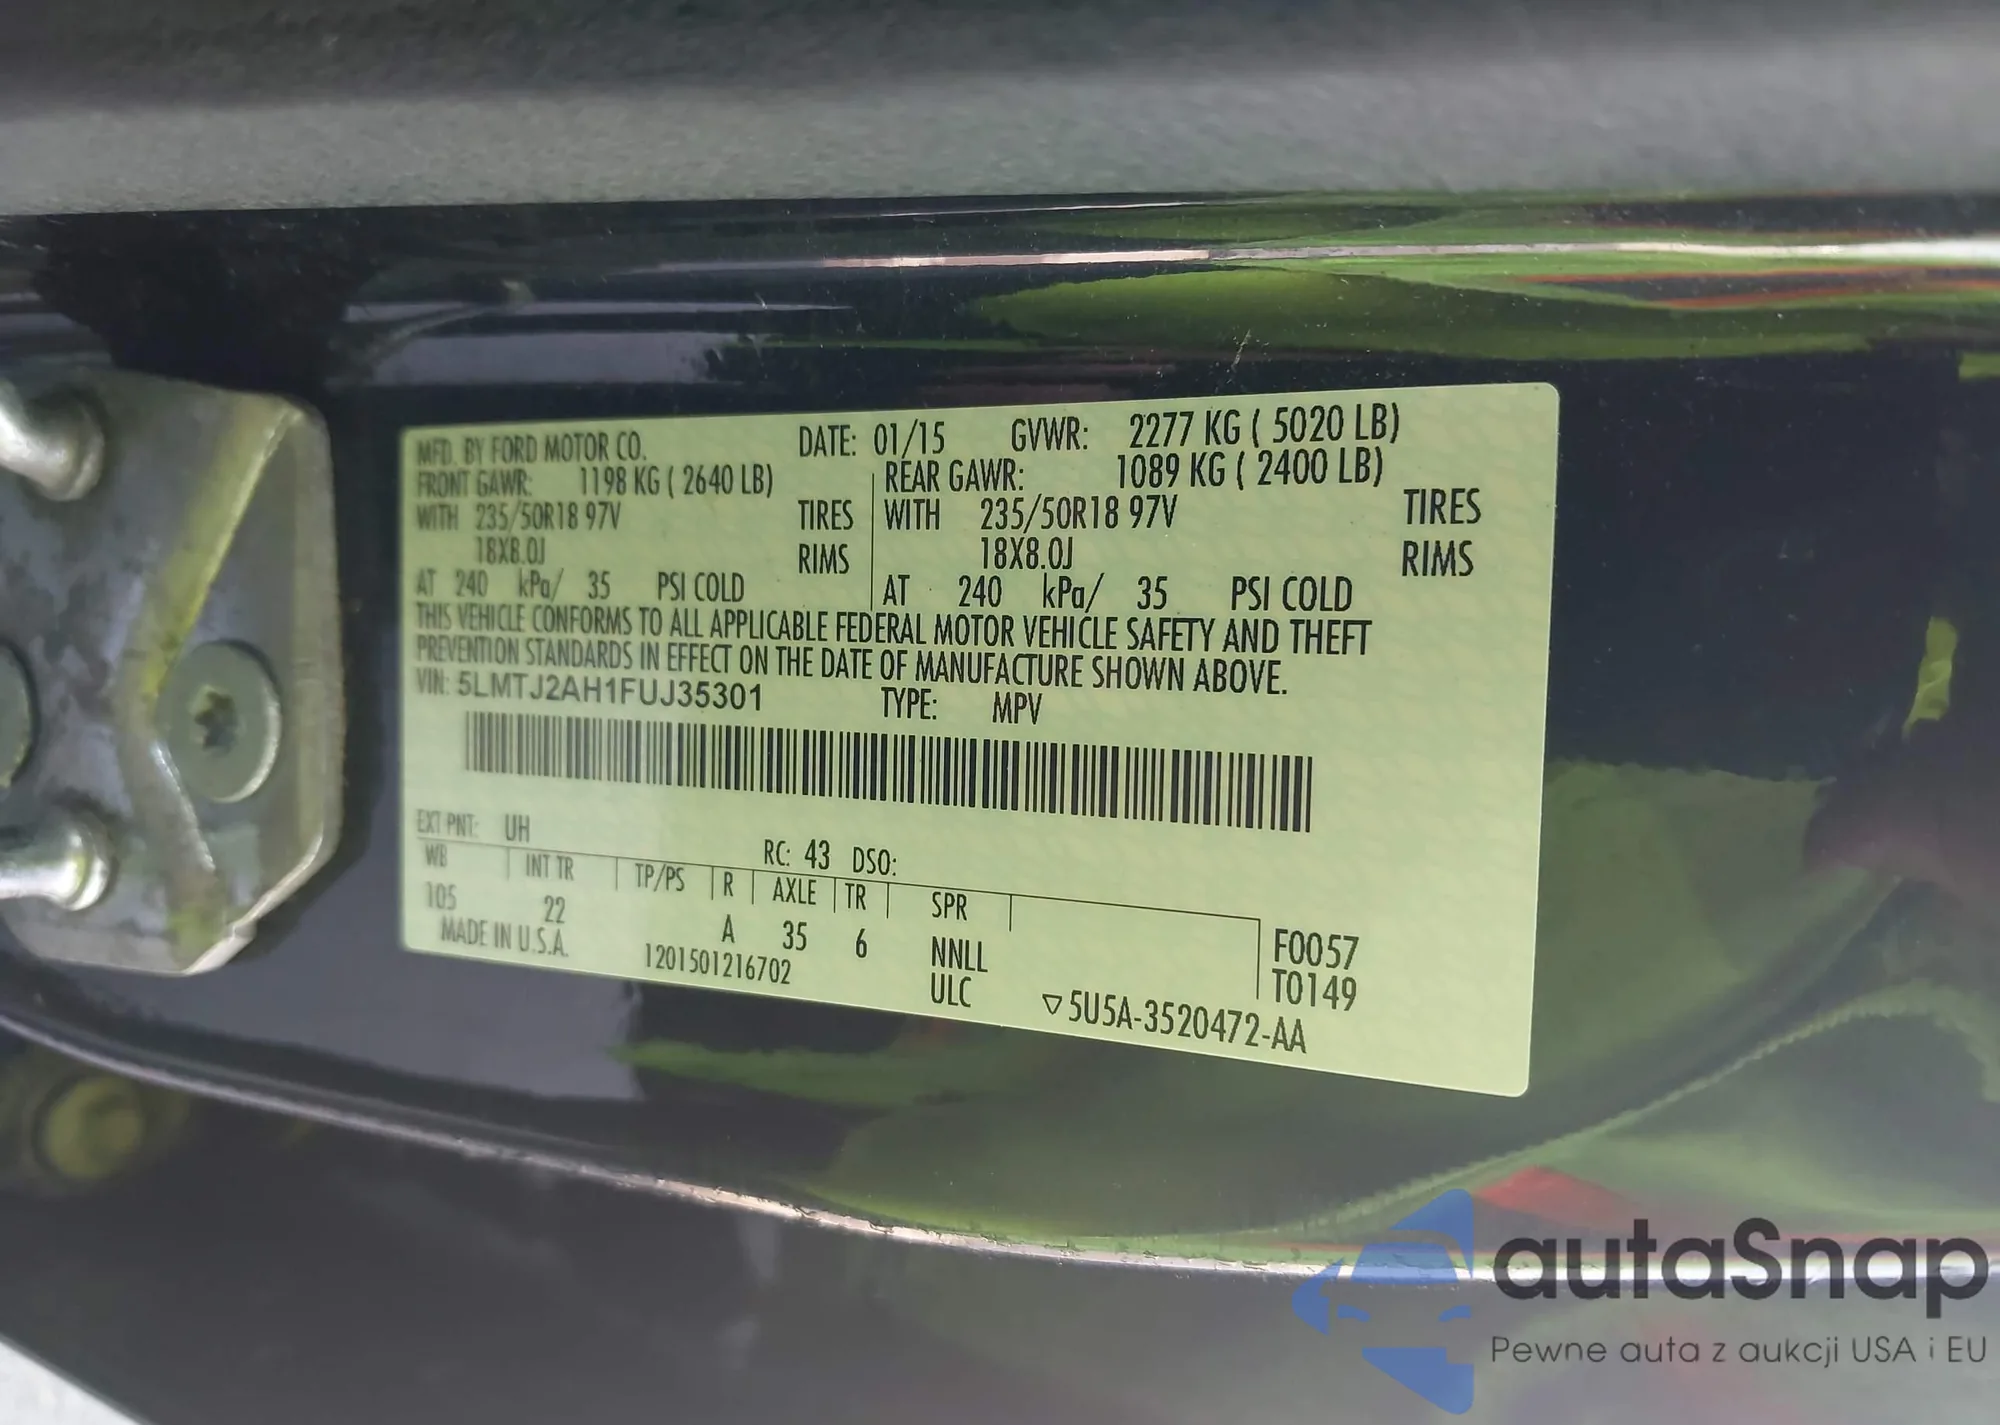 MFD. BY FORD MOTOR CO. DATE: 01/15 GVWR: 2277 KG ( 5020 LB)
FRONT GAWR: 1198 KG ( 2640 LB) REAR GAWR: 1089 KG ( 2400 LB)
WITH 235/50R18 97V TIRES WITH 235/50R18 97V TIRES
18X8.0J RIMS 18X8.0J RIMS
AT 240 kPa/ 35 PSI COLD AT 240 kPa/ 35 PSI COLD
THIS VEHICLE CONFORMS TO ALL APPLICABLE FEDERAL MOTOR VEHICLE SAFETY AND THEFT
PREVENTION STANDARDS IN EFFECT ON THE DATE OF MANUFACTURE SHOWN ABOVE.
VIN: 5LMTJ2AH1FUJ35301 TYPE: MPV
EXT PNT: UH RC: 43 DSO:
WB INT TR TP/PS R AXLE TR SPR
105 22 A 35 6 NNLL F0057
MADE IN U.S.A. 1201501216702 ULC T0149
▽5U5A-3520472-AA
autaSnap
Pewne auta z aukcji USA i EU